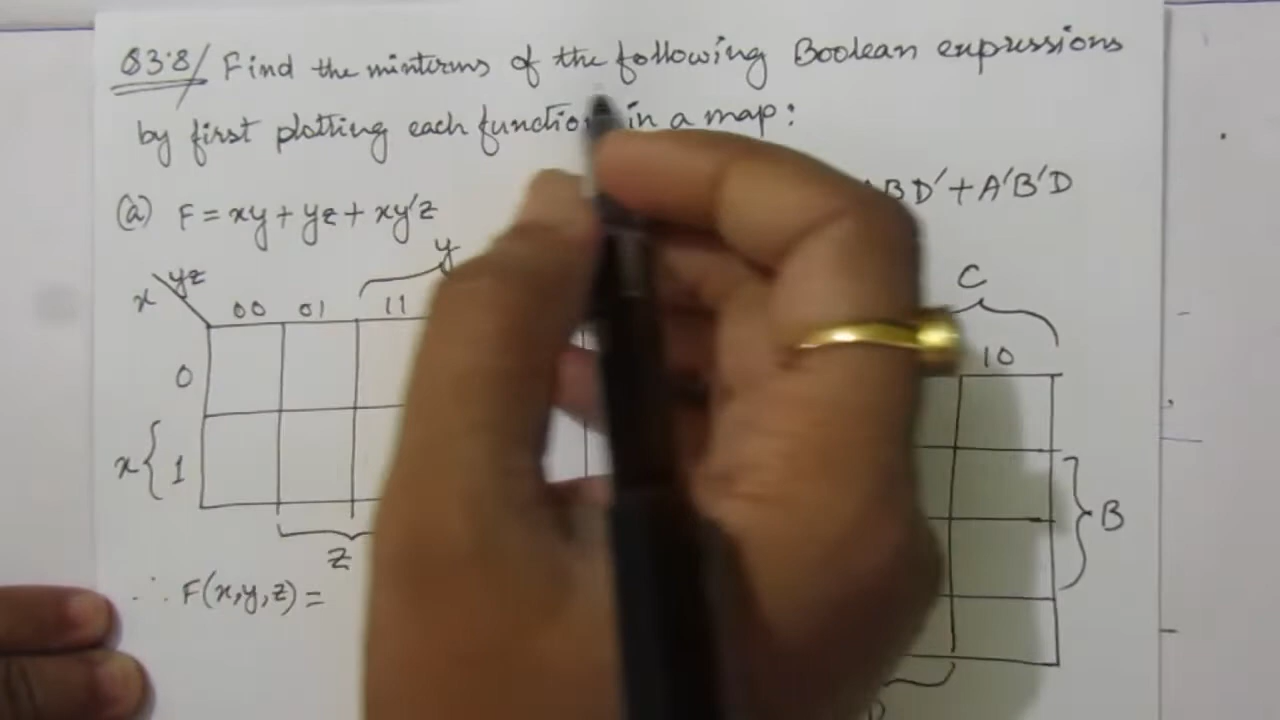 Q3.8/ Find the minterms of the following Boolean expressions
by first plotting each function in a map:
(a) F = xy + yz + xy'z
BD' + A'B'D
y
x yz
00 01 11
0
x { 1
z
∴ F(x,y,z) =
C
10
B